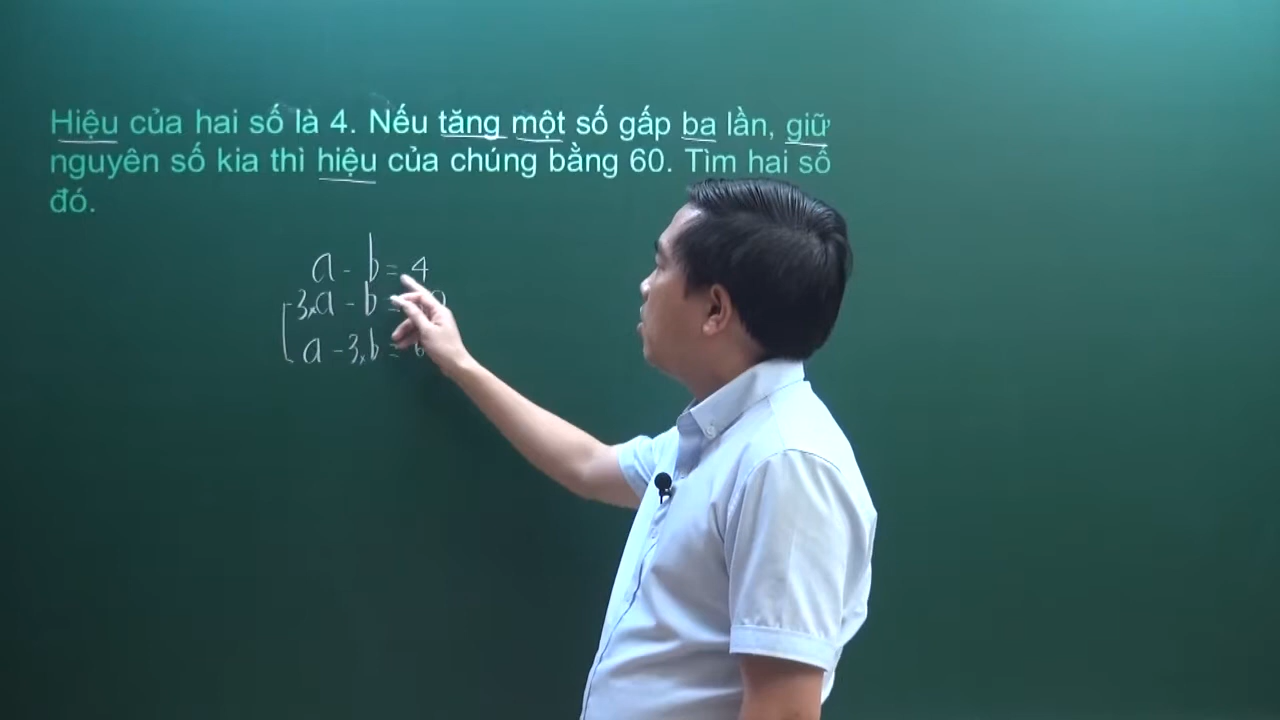 Hiệu của hai số là 4. Nếu tăng một số gấp ba lần, giữ
nguyên số kia thì hiệu của chúng bằng 60. Tìm hai số
đó.
a - b = 4
3×a - b =
a - 3×b =